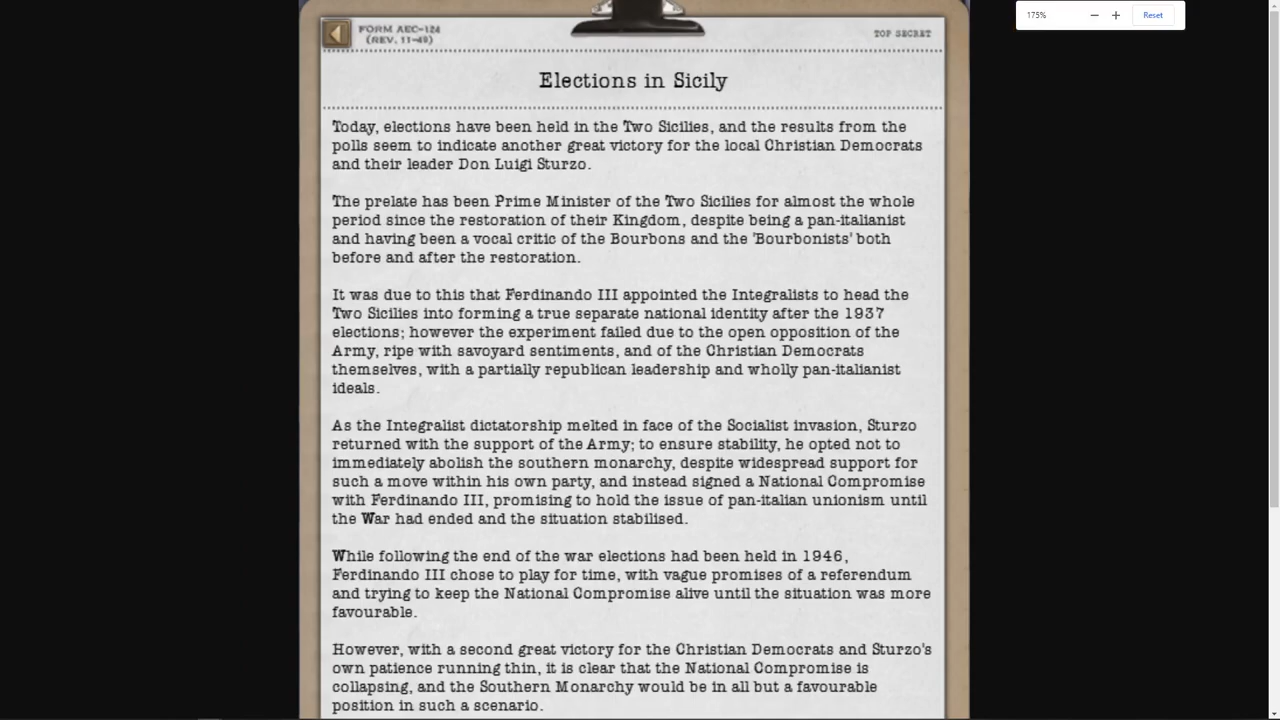 175%
Reset
FORM AEC-124
(REV. 11-49)
TOP SECRET
Elections in Sicily
Today, elections have been held in the Two Sicilies, and the results from the
polls seem to indicate another great victory for the local Christian Democrats
and their leader Don Luigi Sturzo.
The prelate has been Prime Minister of the Two Sicilies for almost the whole
period since the restoration of their Kingdom, despite being a pan-italianist
and having been a vocal critic of the Bourbons and the 'Bourbonists' both
before and after the restoration.
It was due to this that Ferdinando III appointed the Integralists to head the
Two Sicilies into forming a true separate national identity after the 1937
elections; however the experiment failed due to the open opposition of the
Army, ripe with savoyard sentiments, and of the Christian Democrats
themselves, with a partially republican leadership and wholly pan-italianist
ideals.
As the Integralist dictatorship melted in face of the Socialist invasion, Sturzo
returned with the support of the Army; to ensure stability, he opted not to
immediately abolish the southern monarchy, despite widespread support for
such a move within his own party, and instead signed a National Compromise
with Ferdinando III, promising to hold the issue of pan-italian unionism until
the War had ended and the situation stabilised.
While following the end of the war elections had been held in 1946,
Ferdinando III chose to play for time, with vague promises of a referendum
and trying to keep the National Compromise alive until the situation was more
favourable.
However, with a second great victory for the Christian Democrats and Sturzo's
own patience running thin, it is clear that the National Compromise is
collapsing, and the Southern Monarchy would be in all but a favourable
position in such a scenario.